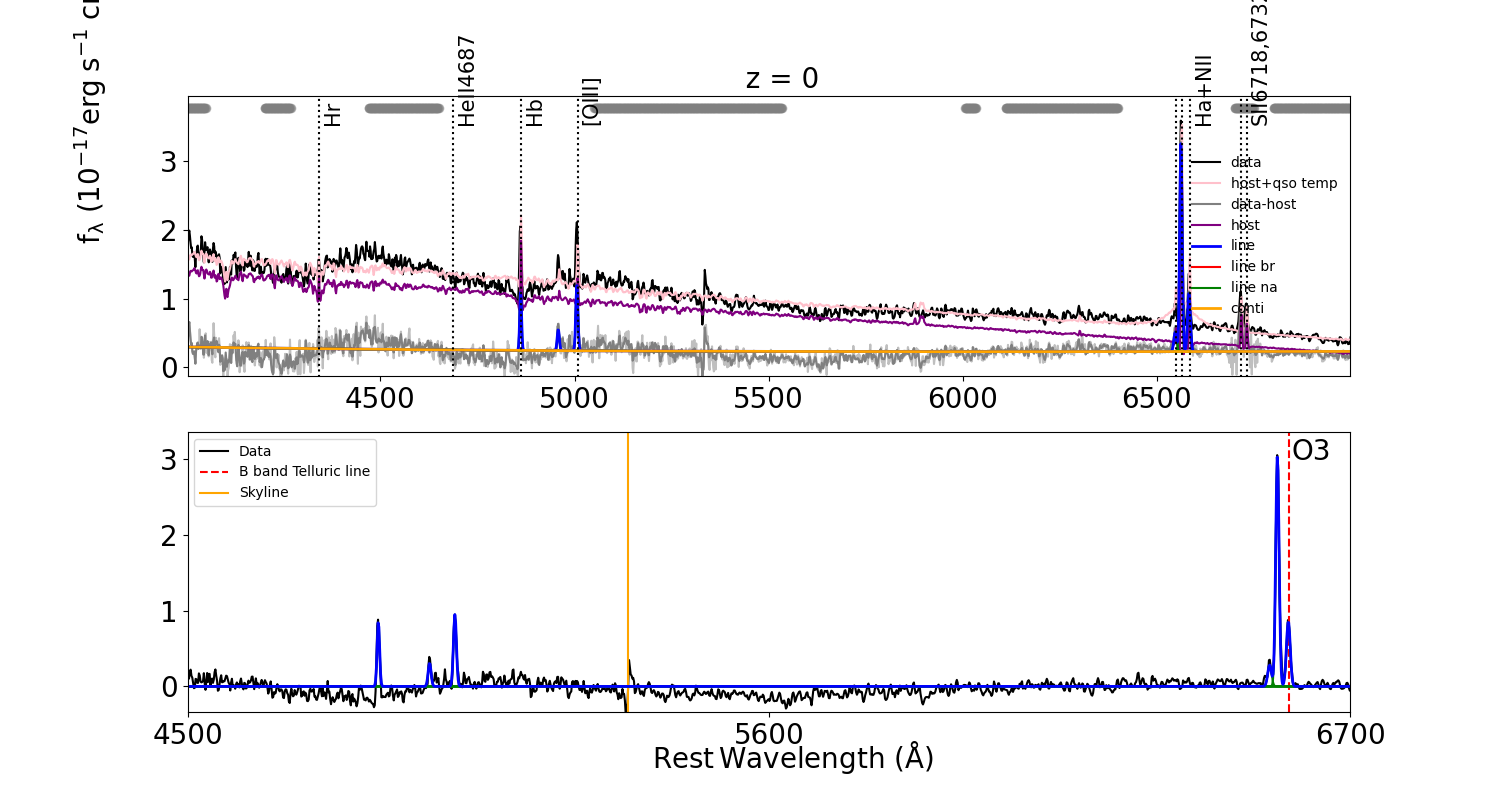 z = 0
fλ (10−17erg s−1 c
Hr
HeII4687
Hb
[OIII]
Ha+NII
SII6718,673
3
2
1
0
data
host+qso temp
data-host
host
line
line br
line na
conti
4500 5000 5500 6000 6500
3
2
1
0
Data
B band Telluric line
Skyline
O3
4500 5600 6700
Rest Wavelength (Å)